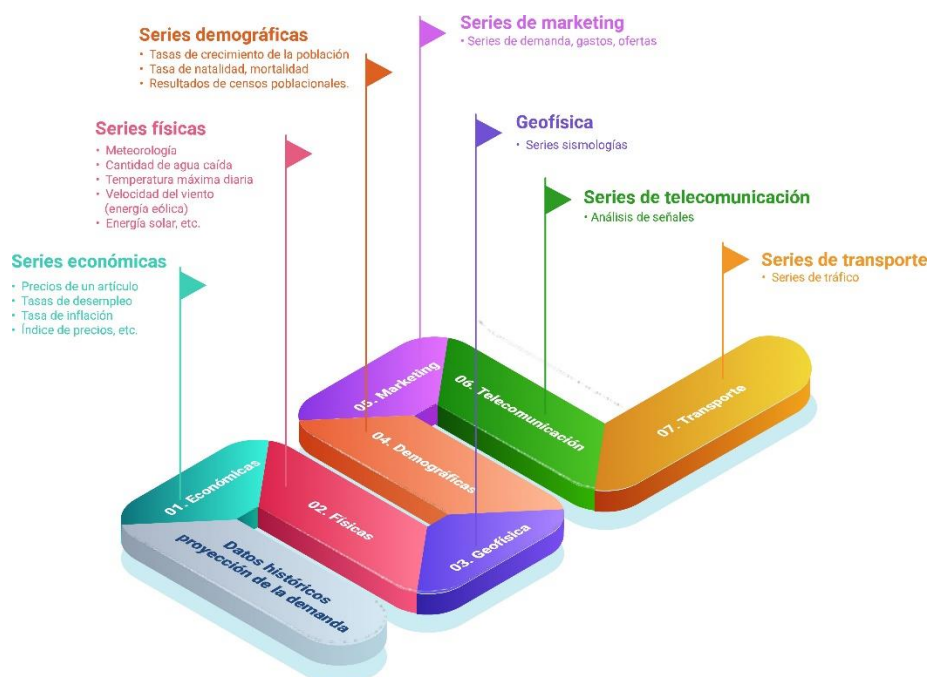 Series de marketing
• Series de demanda, gastos, ofertas
Series demográficas
• Tasas de crecimiento de la población
• Tasa de natalidad, mortalidad
• Resultados de censos poblacionales.
Series físicas
• Meteorología
• Cantidad de agua caída
• Temperatura máxima diaria
• Velocidad del viento
(energía eólica)
• Energía solar, etc.
Geofísica
• Series sismologías
Series de telecomunicación
• Análisis de señales
Series económicas
• Precios de un artículo
• Tasas de desempleo
• Tasa de inflación
• Índice de precios, etc.
Series de transporte
• Series de tráfico
05. Marketing
06. Telecomunicación
07. Transporte
04. Demográficas
01. Económicas
02. Físicas
03. Geofísica
Datos históricos
proyección de la demanda